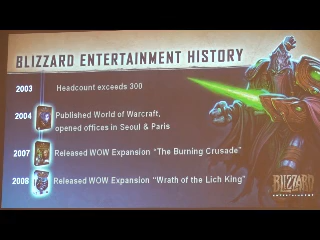 BLIZZARD ENTERTAINMENT HISTORY
2003 Headcount exceeds 300
2004 Published World of Warcraft,
opened offices in Seoul & Paris
2007 Released WOW Expansion “The Burning Crusade”
2008 Released WOW Expansion “Wrath of the Lich King”
BLIZZARD
ENTERTAINMENT